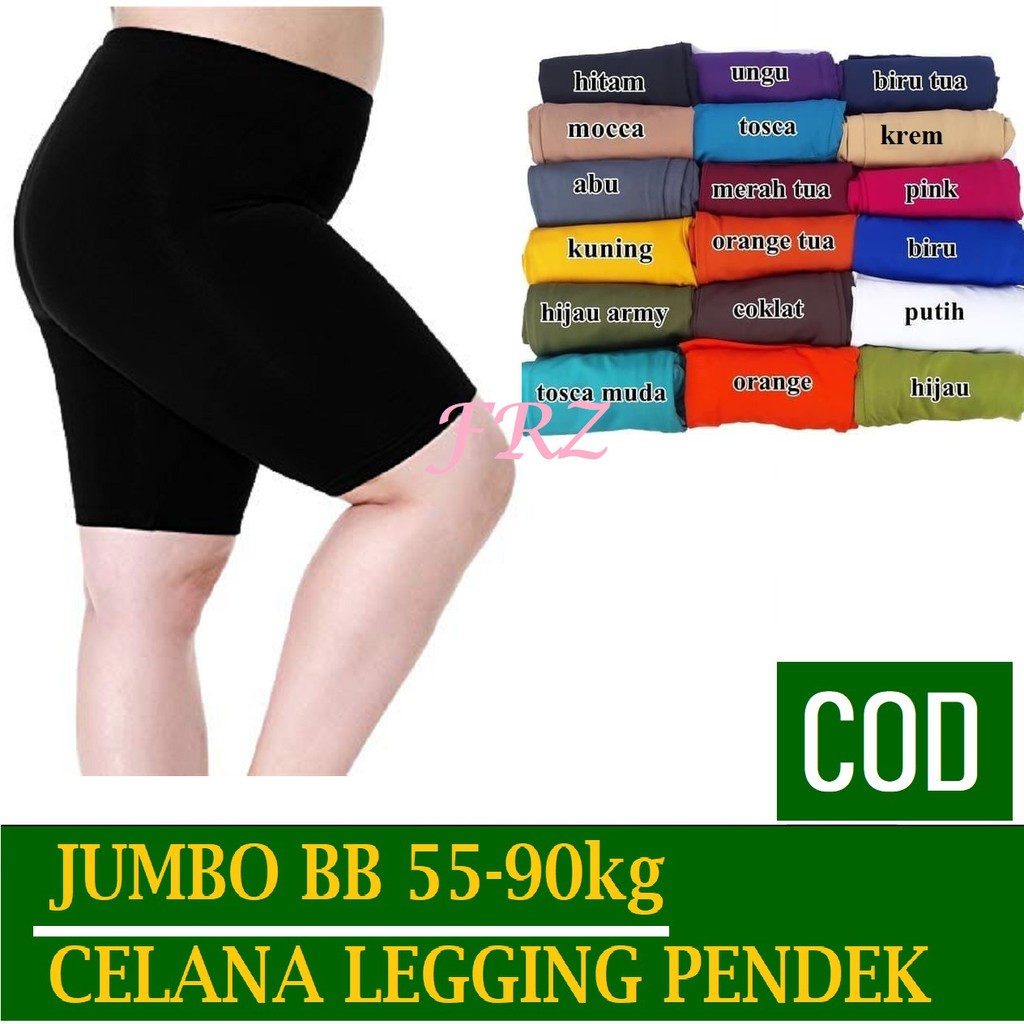 hitam ungu biru tua
mocca tosca krem
abu merah tua pink
kuning orange tua biru
hijau army coklat putih
tosca muda orange hijau
FRZ
COD
JUMBO BB 55-90kg
CELANA LEGGING PENDEK